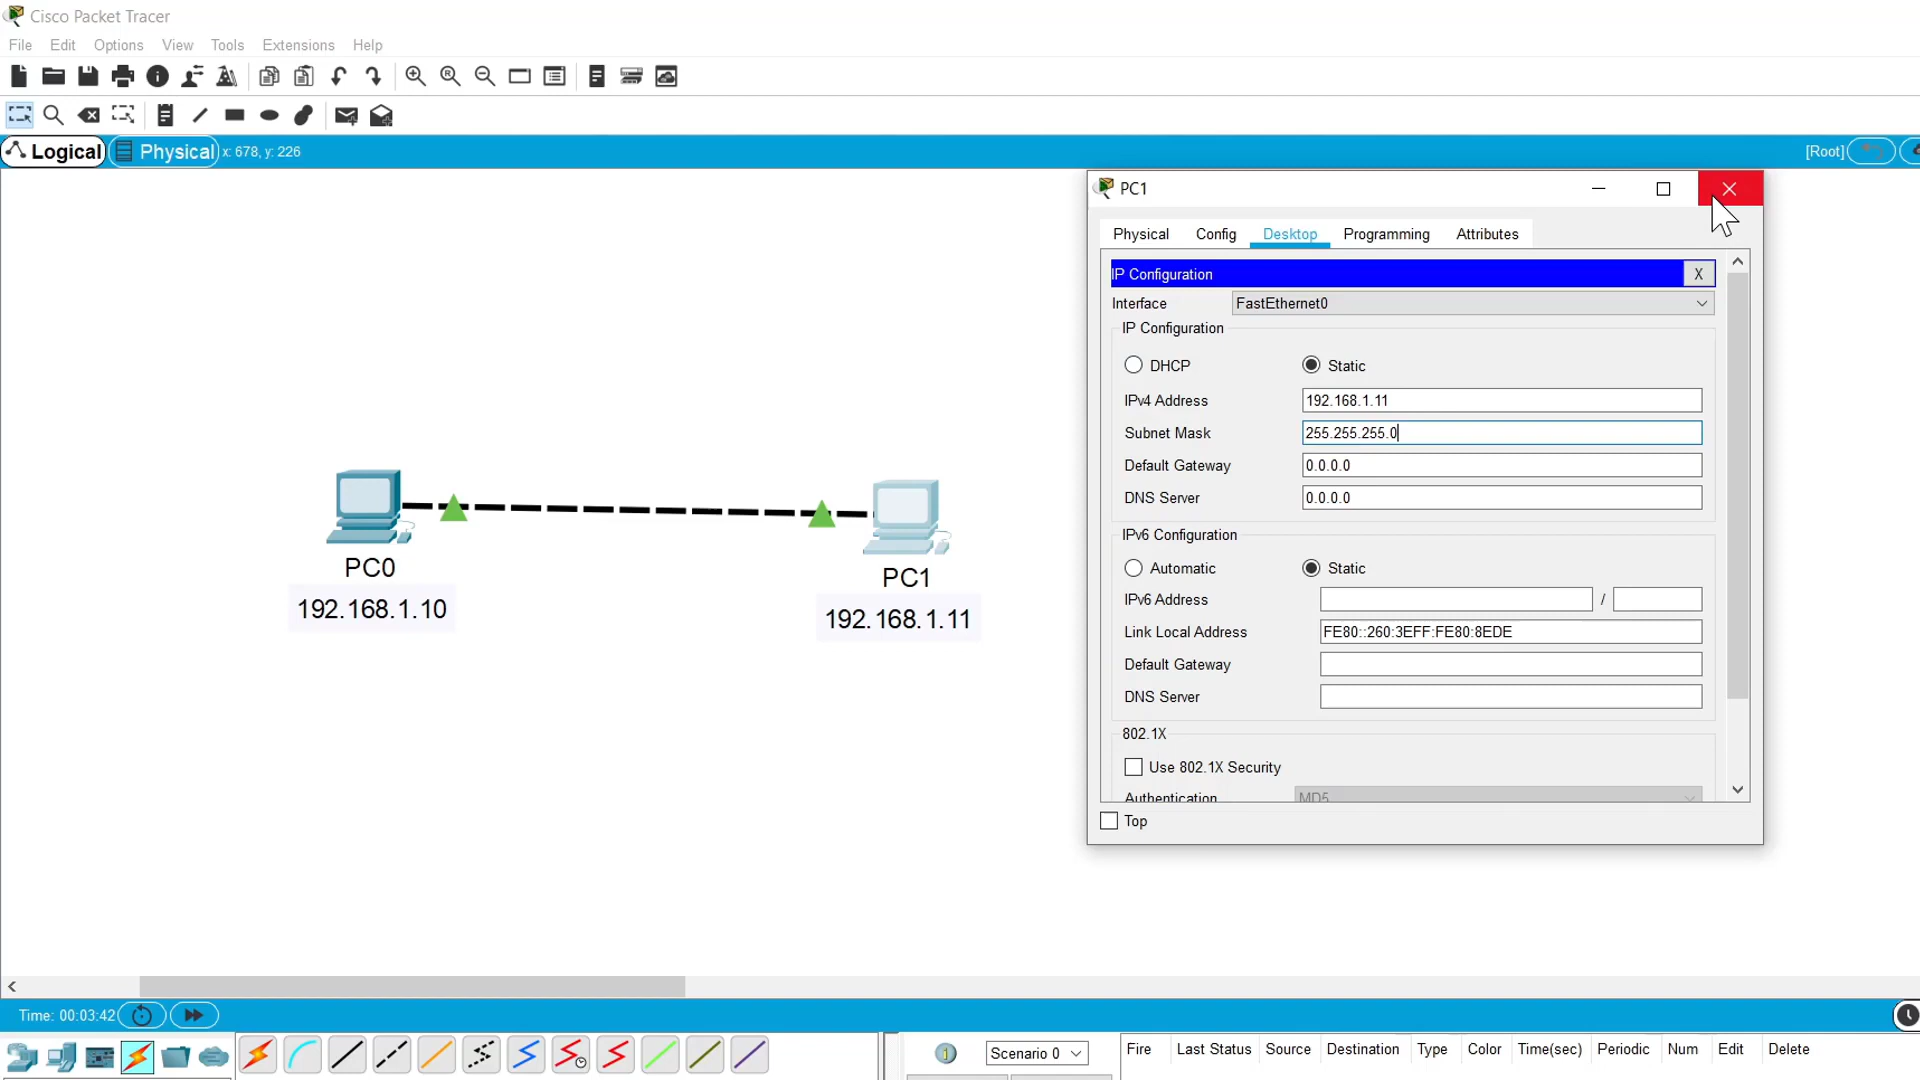 Cisco Packet Tracer
File Edit Options View Tools Extensions Help
Logical Physical x: 678, y: 226 [Root]
PC1
Physical Config Desktop Programming Attributes
IP Configuration X
Interface FastEthernet0
IP Configuration
DHCP Static
IPv4 Address 192.168.1.11
Subnet Mask 255.255.255.0
Default Gateway 0.0.0.0
DNS Server 0.0.0.0
IPv6 Configuration
Automatic Static
IPv6 Address /
Link Local Address FE80::260:3EFF:FE80:8EDE
Default Gateway
DNS Server
802.1X
Use 802.1X Security
Authentication MD5
Top
PC0
192.168.1.10
PC1
192.168.1.11
Time: 00:03:42
Scenario 0
Fire Last Status Source Destination Type Color Time(sec) Periodic Num Edit Delete